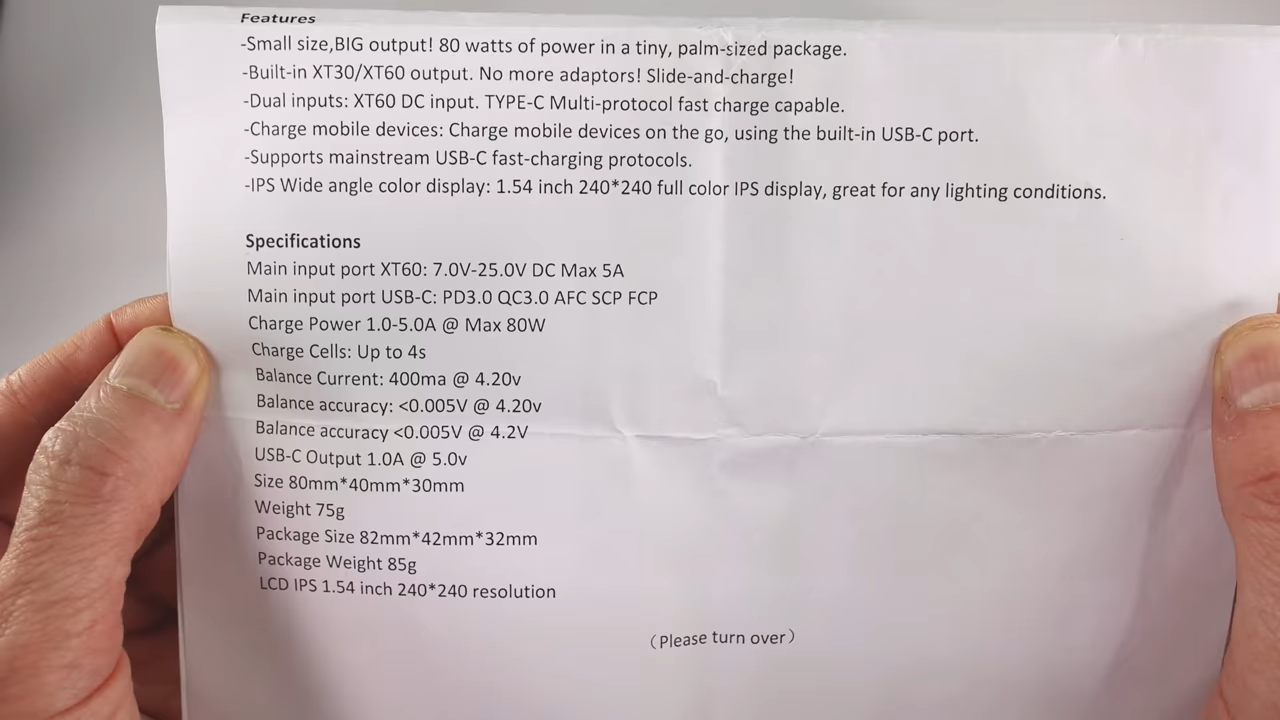 Features
-Small size,BIG output! 80 watts of power in a tiny, palm-sized package.
-Built-in XT30/XT60 output. No more adaptors! Slide-and-charge!
-Dual inputs: XT60 DC input. TYPE-C Multi-protocol fast charge capable.
-Charge mobile devices: Charge mobile devices on the go, using the built-in USB-C port.
-Supports mainstream USB-C fast-charging protocols.
-IPS Wide angle color display: 1.54 inch 240*240 full color IPS display, great for any lighting conditions.
Specifications
Main input port XT60: 7.0V-25.0V DC Max 5A
Main input port USB-C: PD3.0 QC3.0 AFC SCP FCP
Charge Power 1.0-5.0A @ Max 80W
Charge Cells: Up to 4s
Balance Current: 400ma @ 4.20v
Balance accuracy: <0.005V @ 4.20v
Balance accuracy <0.005V @ 4.2V
USB-C Output 1.0A @ 5.0v
Size 80mm*40mm*30mm
Weight 75g
Package Size 82mm*42mm*32mm
Package Weight 85g
LCD IPS 1.54 inch 240*240 resolution
（Please turn over）